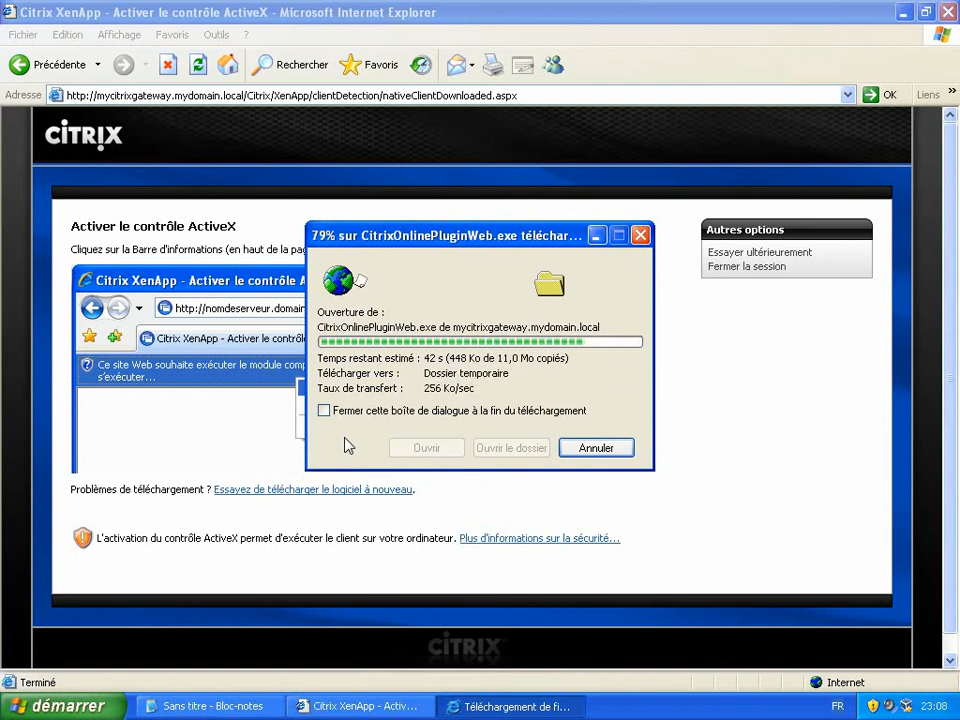 Citrix XenApp - Activer le contrôle ActiveX - Microsoft Internet Explorer
Fichier Edition Affichage Favoris Outils ?
Précédente Rechercher Favoris
Adresse http://mycitrixgateway.mydomain.local/Citrix/XenApp/clientDetection/nativeClientDownloaded.aspx OK Liens »
CITRIX
Activer le contrôle ActiveX
Cliquez sur la Barre d'informations (en haut de la pag
Citrix XenApp - Activer le contrôle A
http://nomdeserveur.domain
Citrix XenApp - Activer le contrô
Ce site Web souhaite exécuter le module comp
s'exécuter...
79% sur CitrixOnlinePluginWeb.exe téléchar...
Ouverture de :
CitrixOnlinePluginWeb.exe de mycitrixgateway.mydomain.local
Temps restant estimé : 42 s (448 Ko de 11,0 Mo copiés)
Télécharger vers : Dossier temporaire
Taux de transfert : 256 Ko/sec
Fermer cette boîte de dialogue à la fin du téléchargement
Ouvrir Ouvrir le dossier Annuler
Autres options
Essayer ultérieurement
Fermer la session
Problèmes de téléchargement ? Essayez de télécharger le logiciel à nouveau.
L'activation du contrôle ActiveX permet d'exécuter le client sur votre ordinateur. Plus d'informations sur la sécurité...
CITRIX
Terminé Internet
démarrer Sans titre - Bloc-notes Citrix XenApp - Activ... Téléchargement de fi... FR 23:08